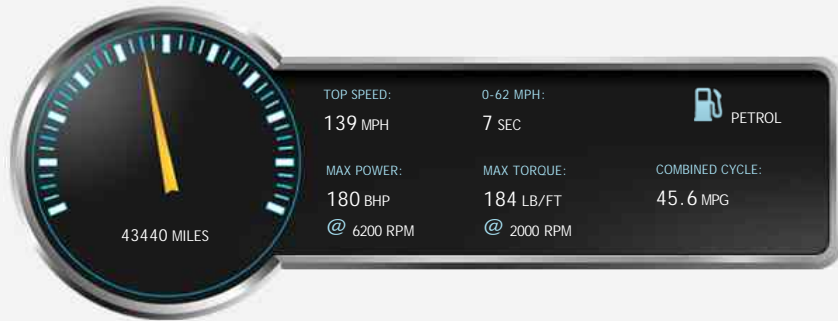 TOP SPEED:
139 MPH
0-62 MPH:
7 SEC
PETROL
MAX POWER:
180 BHP
@ 6200 RPM
MAX TORQUE:
184 LB/FT
@ 2000 RPM
COMBINED CYCLE:
45.6 MPG
43440 MILES